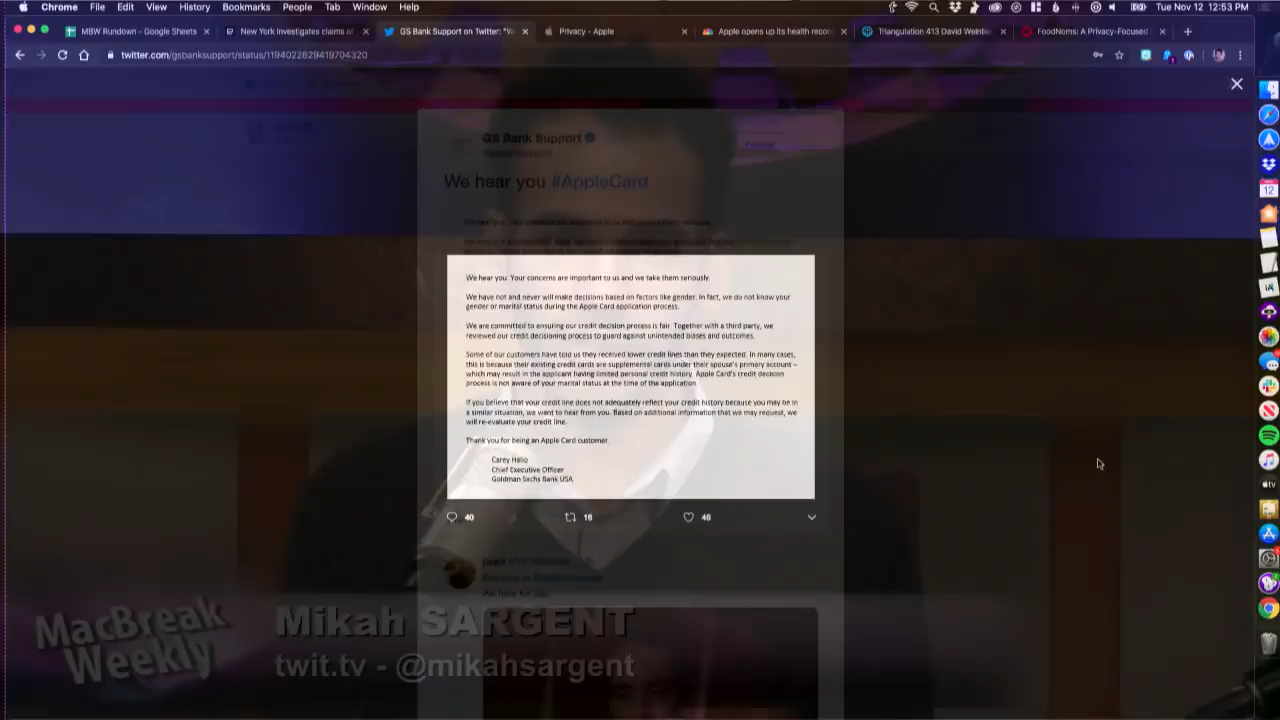 Chrome File Edit View History Bookmarks People Tab Window Help Tue Nov 12 12:53 PM
MBW Rundown - Google Sheets
New York Investigates claims of
GS Bank Support on Twitter: "W
Privacy - Apple
Apple opens up its health reco
Triangulation 413 David Weinbe
FoodNoms: A Privacy-Focused
twitter.com/gsbanksupport/status/1194022629419704320
GS Bank Support
Follow
We hear you #AppleCard
We hear you. Your concerns are important to us and we take them seriously.
We have not and never will make decisions based on factors like gender. In fact, we do not know your
gender or marital status during the Apple Card application process.
We are committed to ensuring our credit decision process is fair. Together with a third party, we
reviewed our credit decisioning process to guard against unintended biases and outcomes.
Some of our customers have told us they received lower credit lines than they expected. In many cases,
this is because their existing credit cards are supplemental cards under their spouse's primary account –
which may result in the applicant having limited personal credit history. Apple Card's credit decision
process is not aware of your marital status at the time of the application.
If you believe that your credit line does not adequately reflect your credit history because you may be in
a similar situation, we want to hear from you. Based on additional information that we may request, we
will re-evaluate your credit line.
Thank you for being an Apple Card customer.
Carey Halio
Chief Executive Officer
Goldman Sachs Bank USA
40 16 46
MacBreak
Weekly
Mikah SARGENT
twit.tv - @mikahsargent